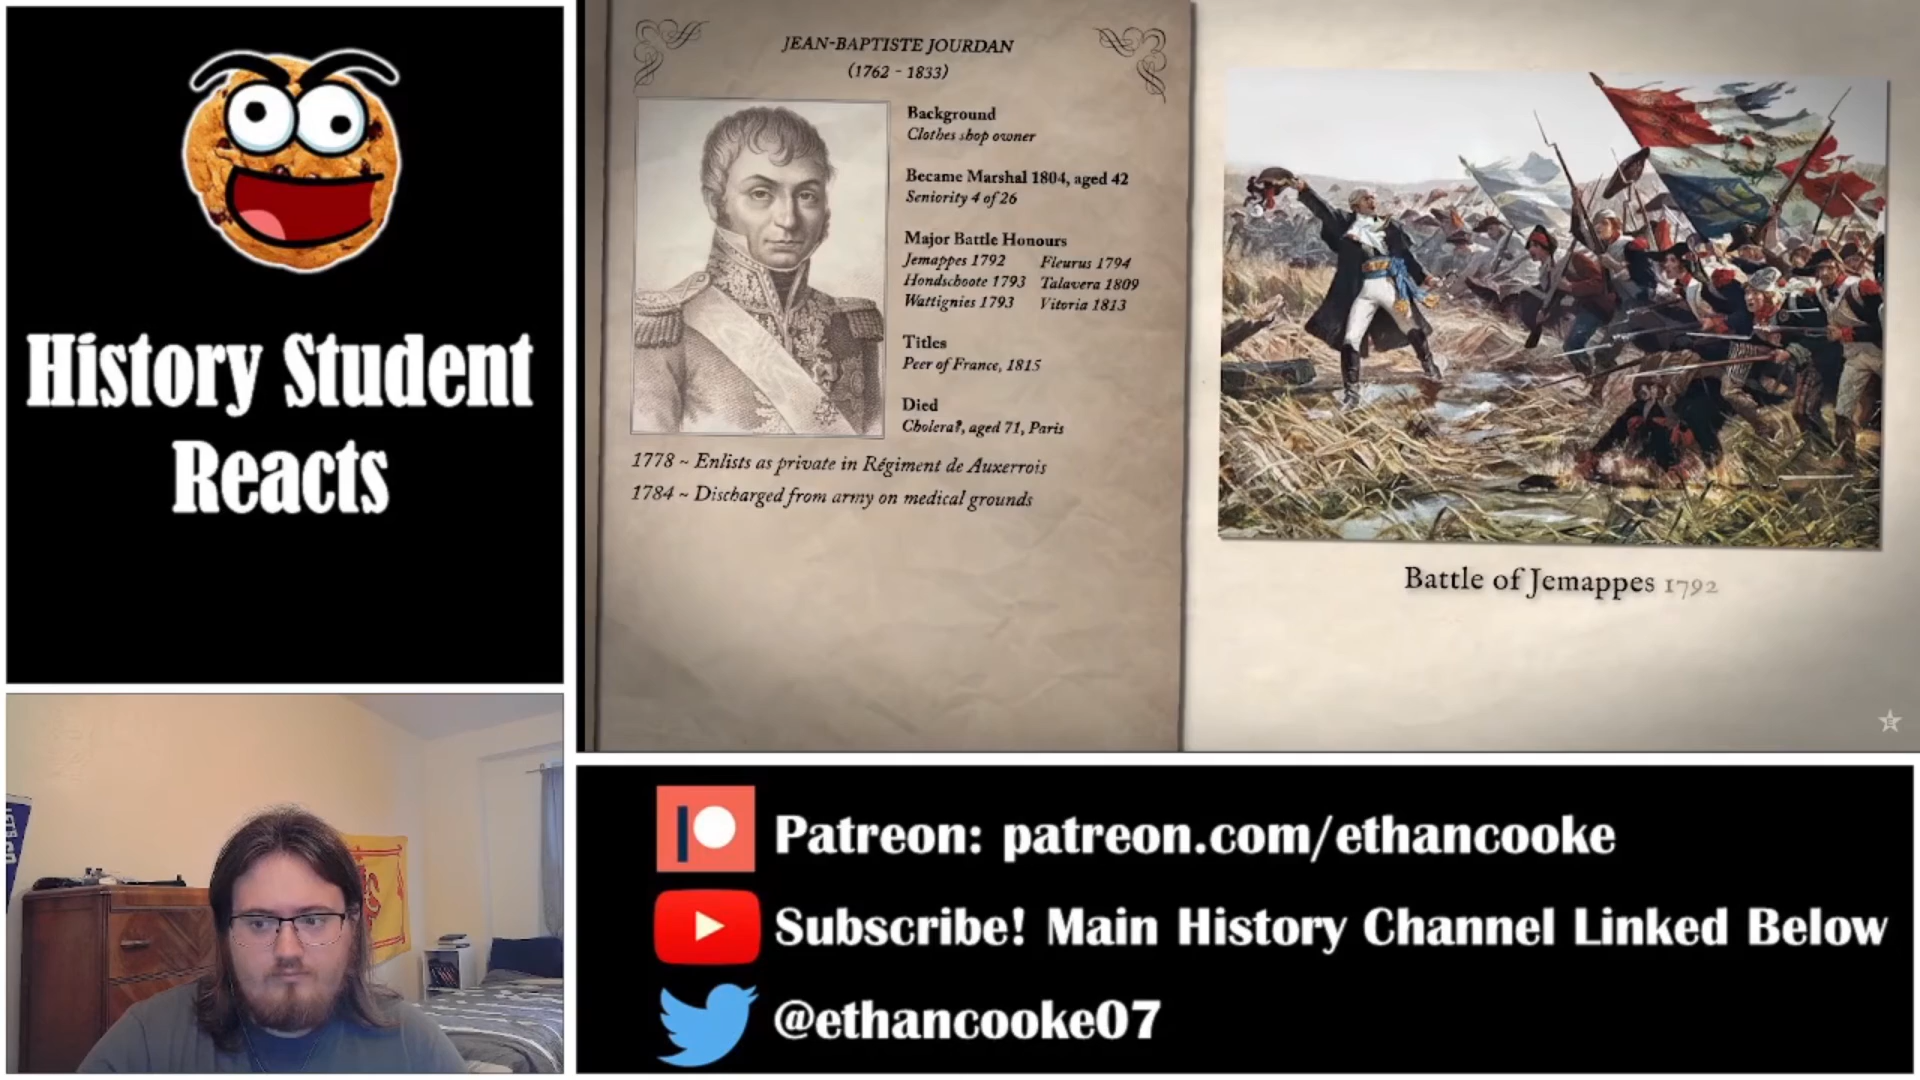 History Student
Reacts
JEAN-BAPTISTE JOURDAN
(1762 - 1833)
Background
Clothes shop owner
Became Marshal 1804, aged 42
Seniority 4 of 26
Major Battle Honours
Jemappes 1792 Fleurus 1794
Hondschoote 1793 Talavera 1809
Wattignies 1793 Vitoria 1813
Titles
Peer of France, 1815
Died
Cholera?, aged 71, Paris
1778 ~ Enlists as private in Régiment de Auxerrois
1784 ~ Discharged from army on medical grounds
Battle of Jemappes 1792
Patreon: patreon.com/ethancooke
Subscribe! Main History Channel Linked Below
@ethancooke07